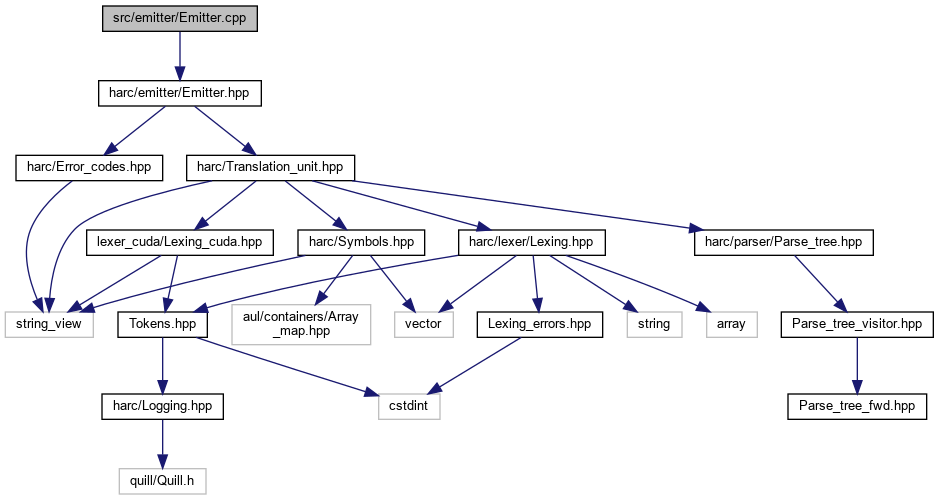 src/emitter/Emitter.cpp
harc/emitter/Emitter.hpp
harc/Error_codes.hpp
harc/Translation_unit.hpp
lexer_cuda/Lexing_cuda.hpp
harc/Symbols.hpp
harc/lexer/Lexing.hpp
harc/parser/Parse_tree.hpp
string_view
Tokens.hpp
aul/containers/Array
_map.hpp
vector
Lexing_errors.hpp
string
array
Parse_tree_visitor.hpp
harc/Logging.hpp
cstdint
Parse_tree_fwd.hpp
quill/Quill.h